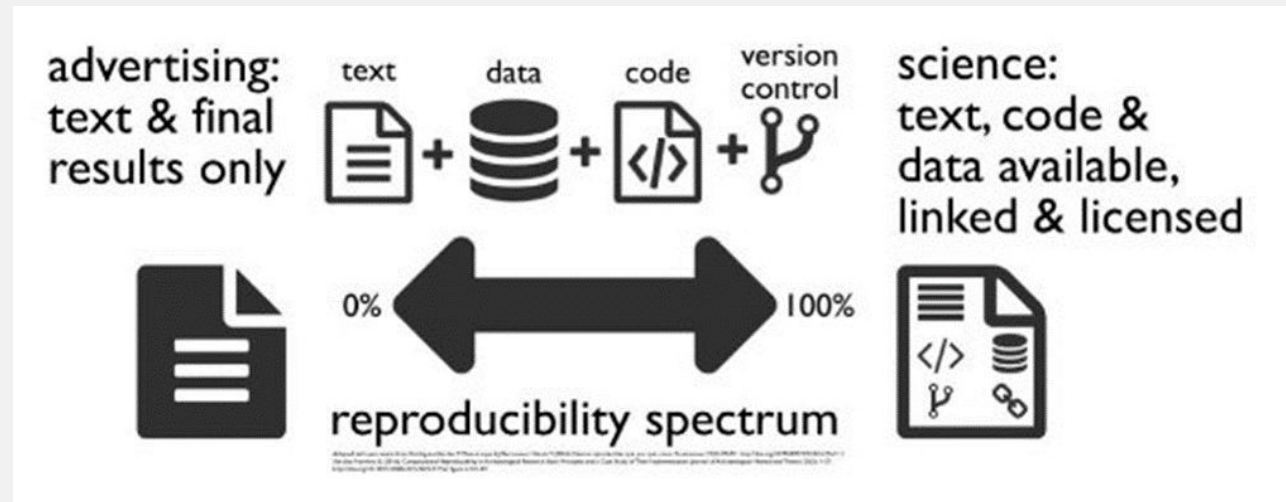 advertising:
text & final
results only
text
data
code
version
control
science:
text, code &
data available,
linked & licensed
</>
0%
100%
</>
reproducibility spectrum